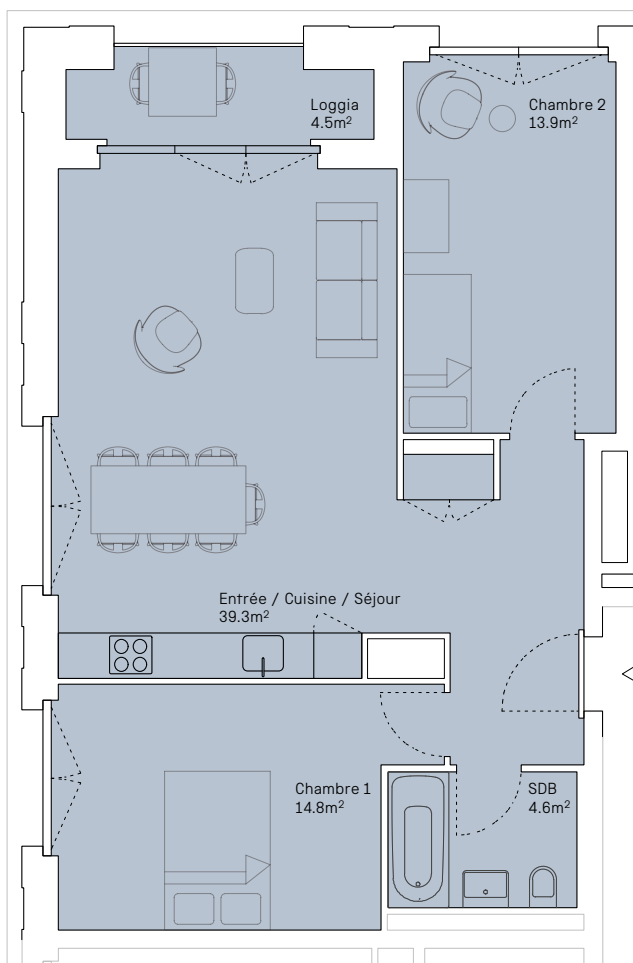 Loggia
4.5m²
Chambre 2
13.9m²
Entrée / Cuisine / Séjour
39.3m²
Chambre 1
14.8m²
SDB
4.6m²